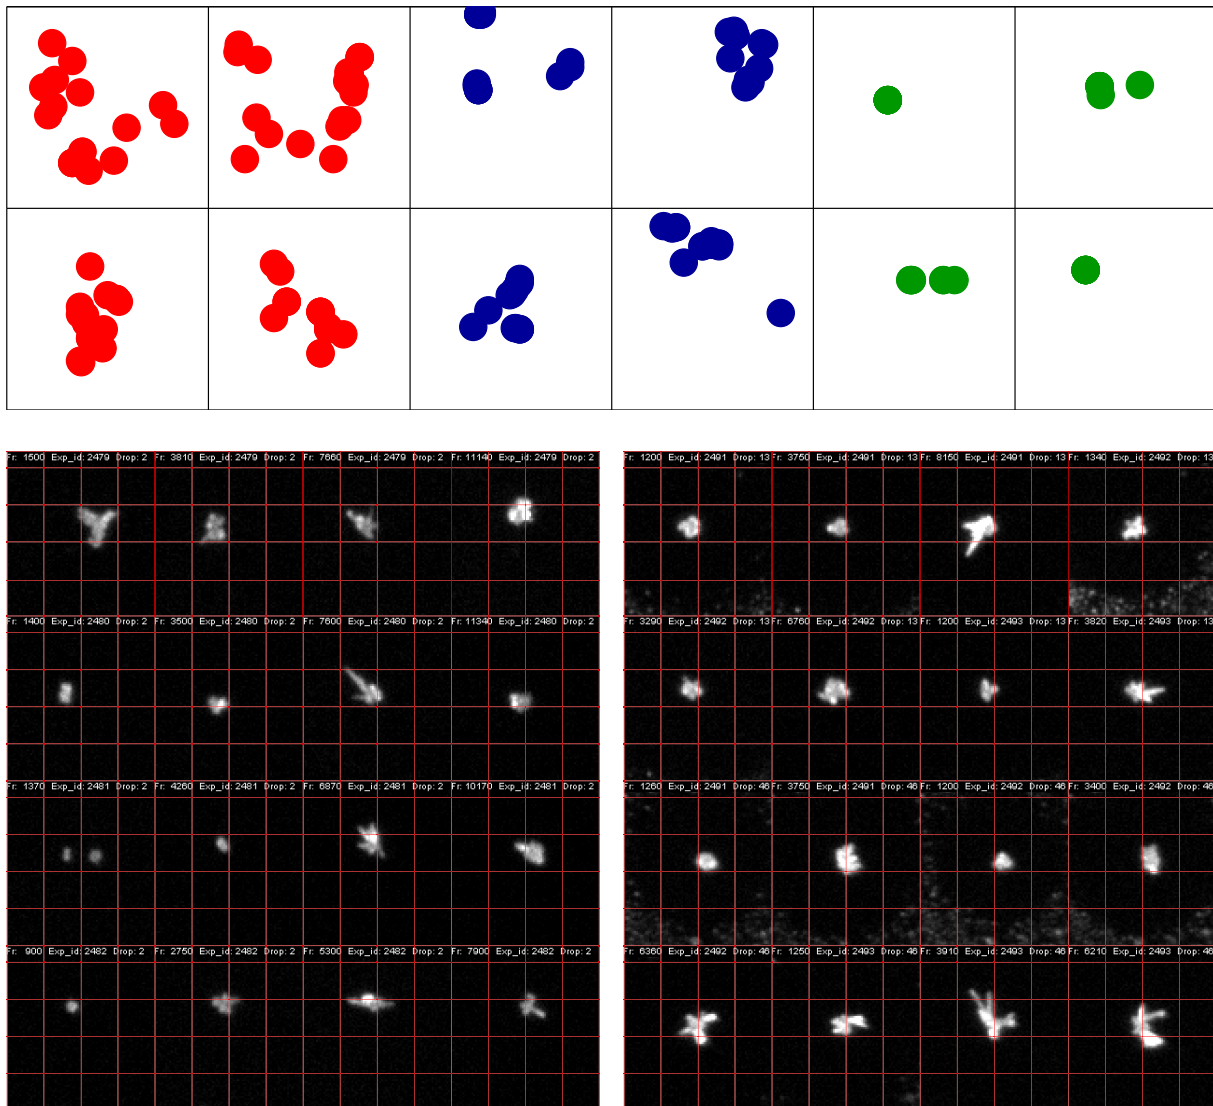 Fr: 1500 Exp_id: 2479 Drop: 2 Fr: 3810 Exp_id: 2479 Drop: 2 Fr: 7660 Exp_id: 2479 Drop: 2 Fr: 11140 Exp_id: 2479 Drop: 2
Fr: 1400 Exp_id: 2480 Drop: 2 Fr: 3500 Exp_id: 2480 Drop: 2 Fr: 7600 Exp_id: 2480 Drop: 2 Fr: 11340 Exp_id: 2480 Drop: 2
Fr: 1370 Exp_id: 2481 Drop: 2 Fr: 4260 Exp_id: 2481 Drop: 2 Fr: 6870 Exp_id: 2481 Drop: 2 Fr: 10170 Exp_id: 2481 Drop: 2
Fr: 900 Exp_id: 2482 Drop: 2 Fr: 2750 Exp_id: 2482 Drop: 2 Fr: 5300 Exp_id: 2482 Drop: 2 Fr: 7900 Exp_id: 2482 Drop: 2
Fr: 1200 Exp_id: 2491 Drop: 13 Fr: 3750 Exp_id: 2491 Drop: 13 Fr: 8150 Exp_id: 2491 Drop: 13 Fr: 1340 Exp_id: 2492 Drop: 13
Fr: 3290 Exp_id: 2492 Drop: 13 Fr: 6760 Exp_id: 2492 Drop: 13 Fr: 1200 Exp_id: 2493 Drop: 13 Fr: 3820 Exp_id: 2493 Drop: 13
Fr: 1260 Exp_id: 2491 Drop: 46 Fr: 3750 Exp_id: 2491 Drop: 46 Fr: 1200 Exp_id: 2492 Drop: 46 Fr: 3400 Exp_id: 2492 Drop: 46
Fr: 6360 Exp_id: 2492 Drop: 46 Fr: 1250 Exp_id: 2493 Drop: 46 Fr: 3910 Exp_id: 2493 Drop: 46 Fr: 6210 Exp_id: 2493 Drop: 46